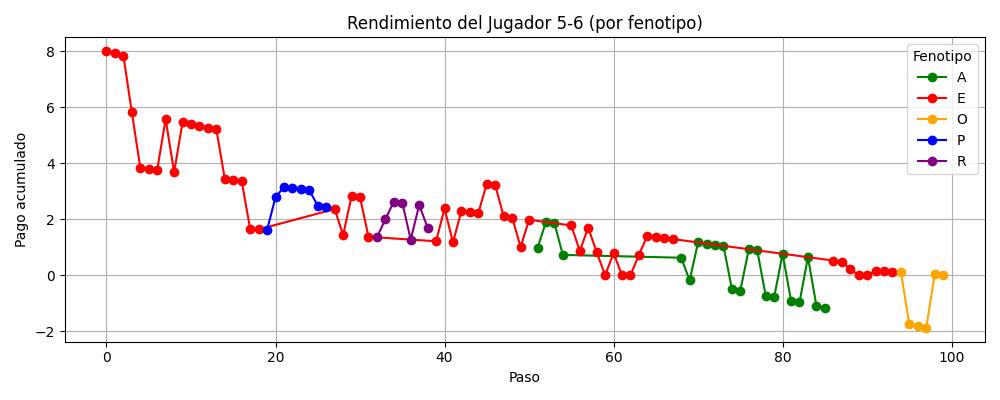 Rendimiento del Jugador 5-6 (por fenotipo)
Pago acumulado
8
6
4
2
0
−2
Fenotipo
A
E
O
P
R
0 20 40 60 80 100
Paso